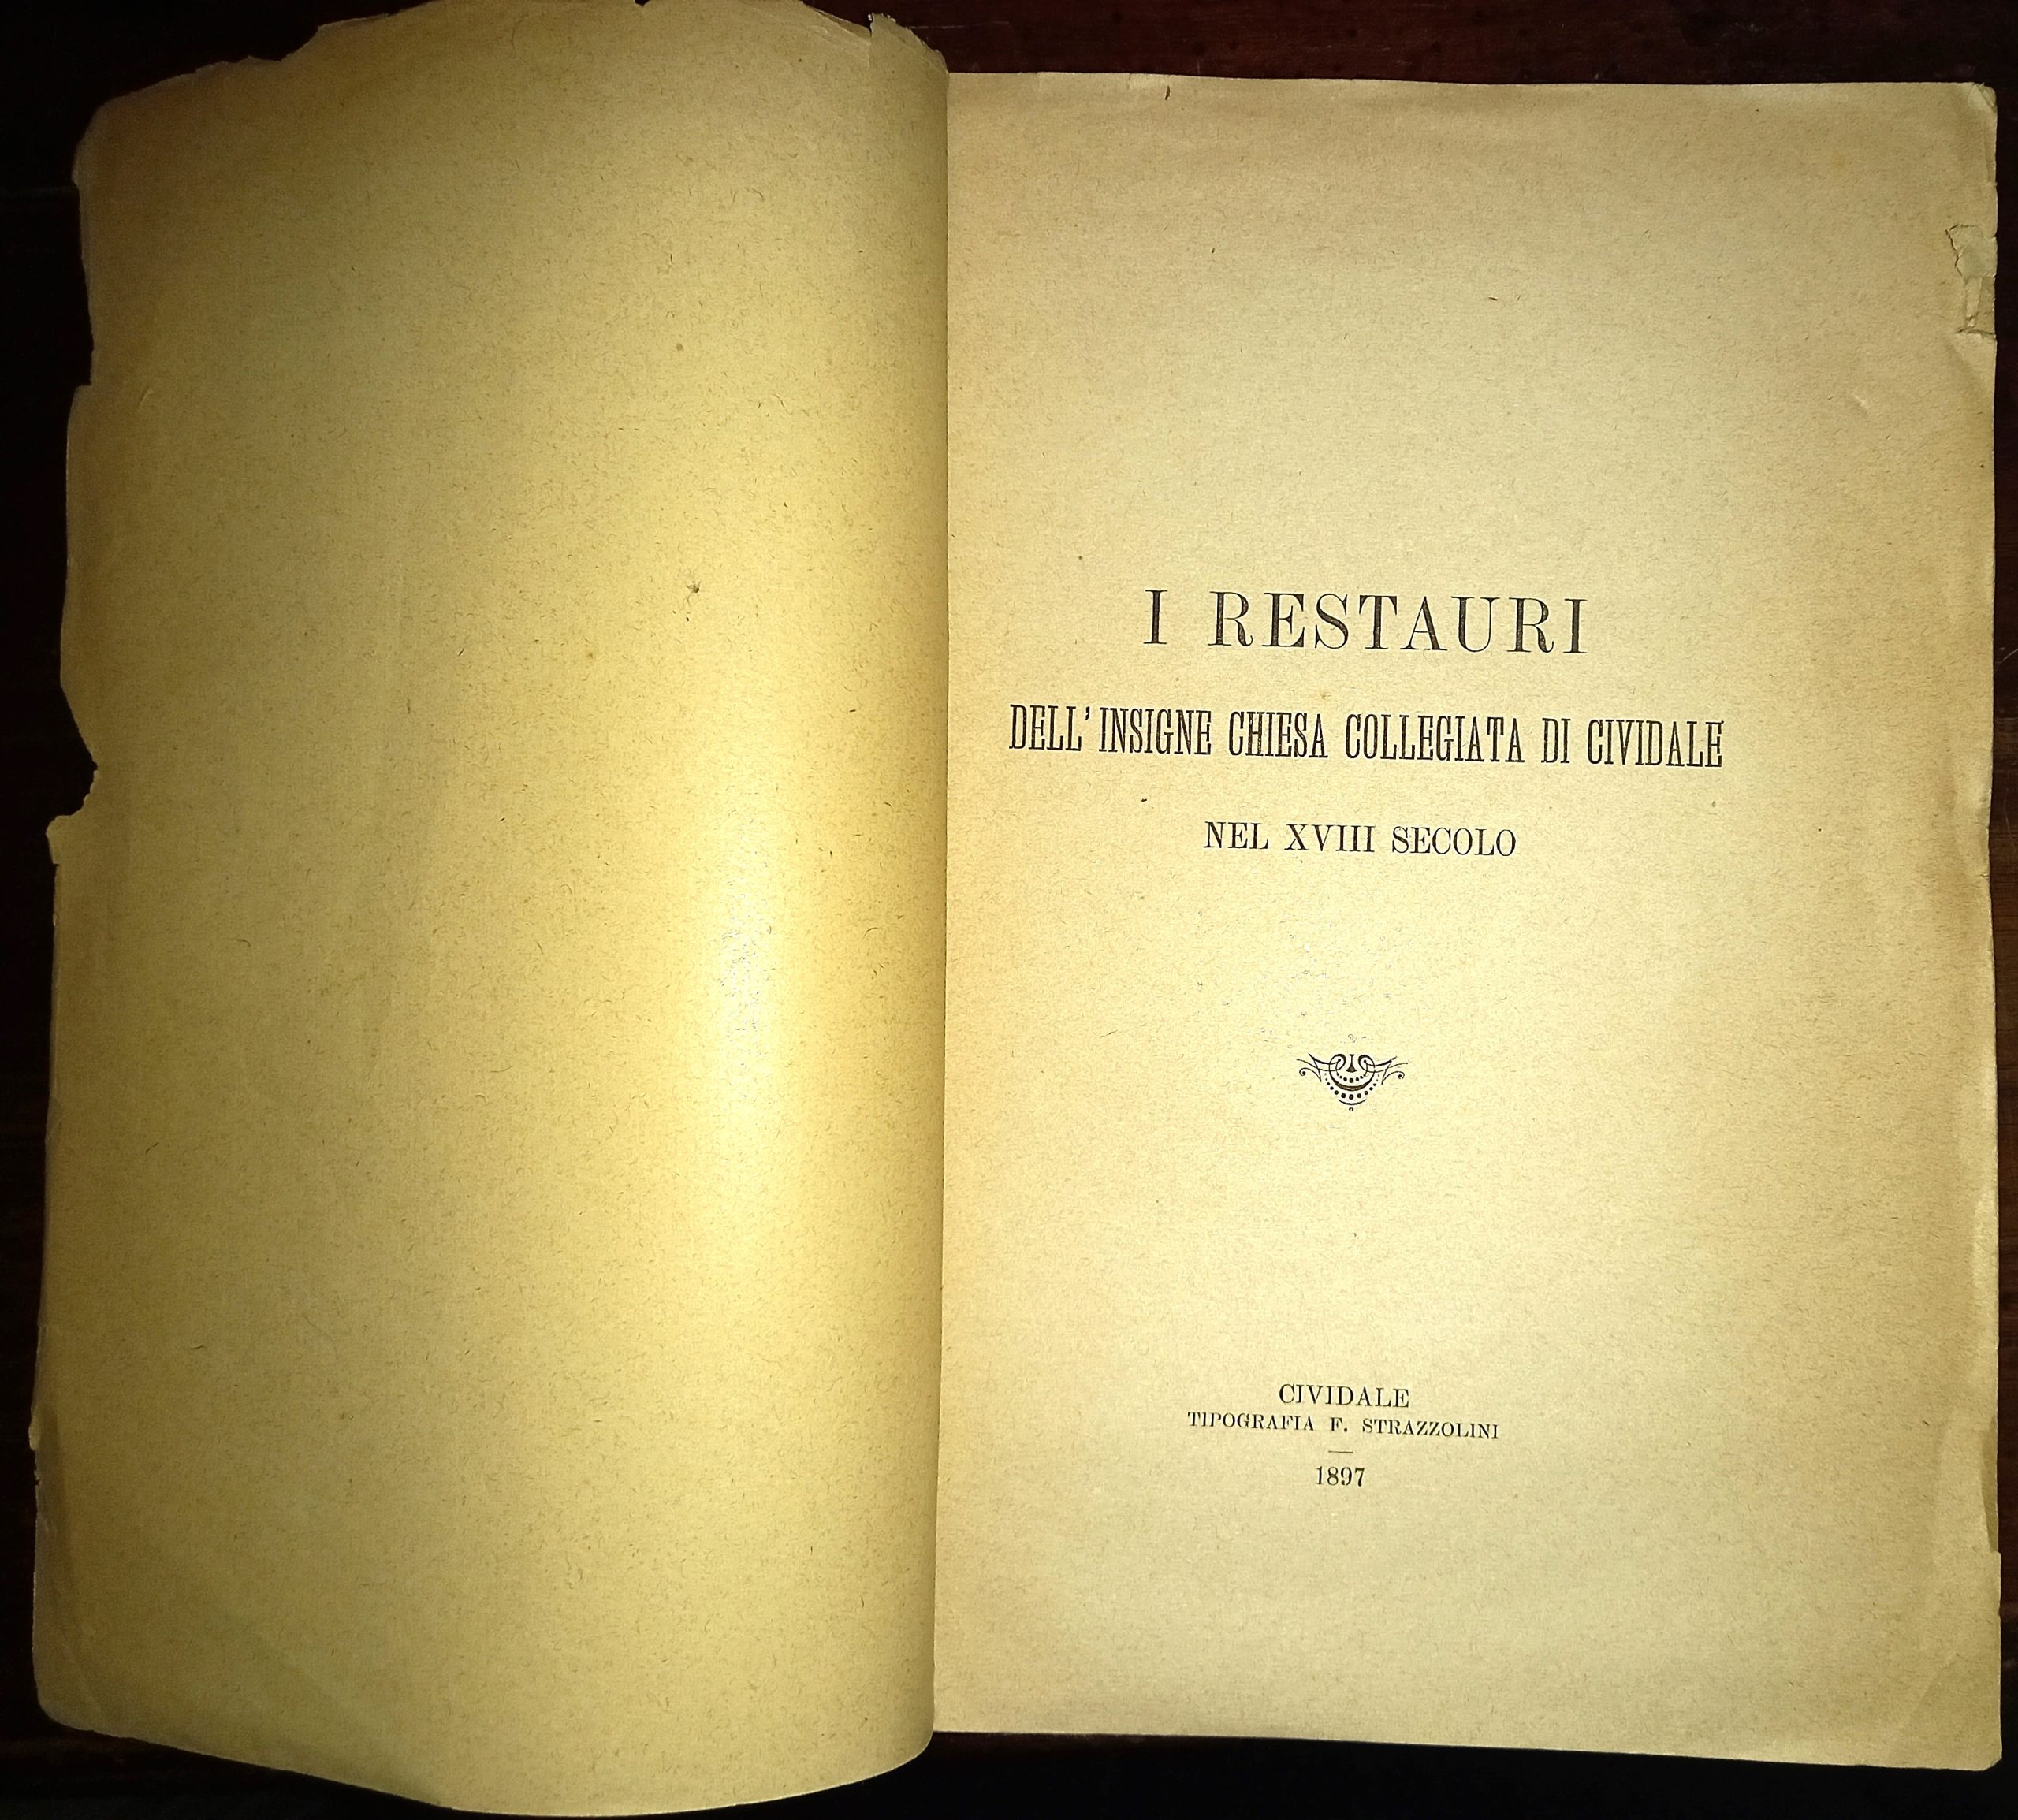 I RESTAURI
DELL' INSIGNE CHIESA COLLEGIATA DI CIVIDALE
NEL XVIII SECOLO
CIVIDALE
TIPOGRAFIA F. STRAZZOLINI
1897